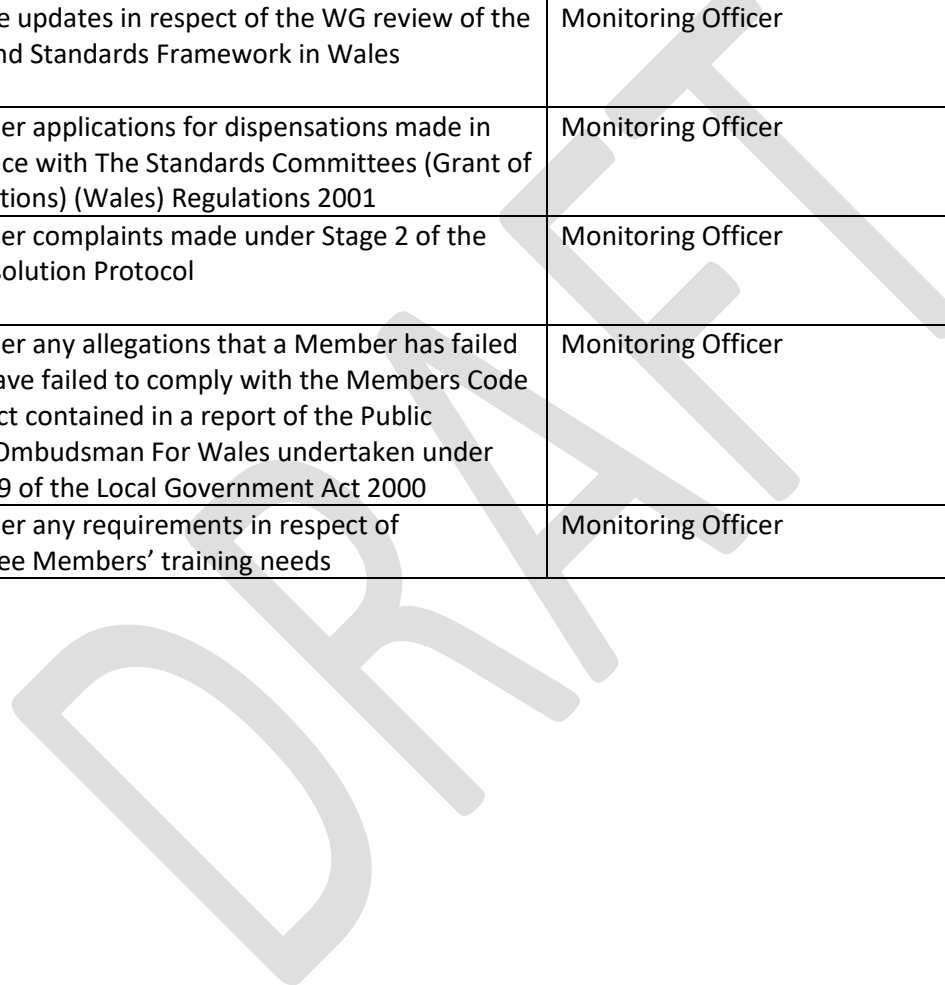 e updates in respect of the WG review of the
nd Standards Framework in Wales
Monitoring Officer
er applications for dispensations made in
ce with The Standards Committees (Grant of
tions) (Wales) Regulations 2001
Monitoring Officer
er complaints made under Stage 2 of the
solution Protocol
Monitoring Officer
er any allegations that a Member has failed
ave failed to comply with the Members Code
ct contained in a report of the Public
Ombudsman For Wales undertaken under
9 of the Local Government Act 2000
Monitoring Officer
er any requirements in respect of
ee Members’ training needs
Monitoring Officer
DRAFT